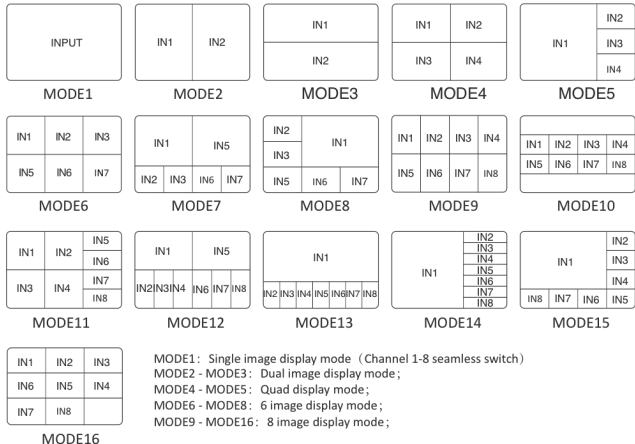 INPUT
IN1 IN2
IN1
IN2
IN1 IN2
IN3 IN4
IN1 IN2
IN3
IN4
MODE1 MODE2 MODE3 MODE4 MODE5
IN1 IN2 IN3
IN5 IN6 IN7
IN1 IN5
IN2 IN3 IN6 IN7
IN2 IN1
IN3
IN5 IN6 IN7
IN1 IN2 IN3 IN4
IN5 IN6 IN7 IN8
IN1 IN2 IN3 IN4
IN5 IN6 IN7 IN8
MODE6 MODE7 MODE8 MODE9 MODE10
IN1 IN2 IN5
IN6
IN3 IN4 IN7
IN8
IN1 IN5
IN2 IN3 IN4 IN6 IN7 IN8
IN1
IN2 IN3 IN4 IN5 IN6 IN7 IN8
IN1 IN2
IN3
IN4
IN5
IN6
IN7
IN8
IN1 IN2
IN3
IN4
IN8 IN7 IN6 IN5
MODE11 MODE12 MODE13 MODE14 MODE15
IN1 IN2 IN3
IN6 IN5 IN4
IN7 IN8
MODE16
MODE1: Single image display mode (Channel 1-8 seamless switch)
MODE2 - MODE3: Dual image display mode;
MODE4 - MODE5: Quad display mode;
MODE6 - MODE8: 6 image display mode;
MODE9 - MODE16: 8 image display mode;